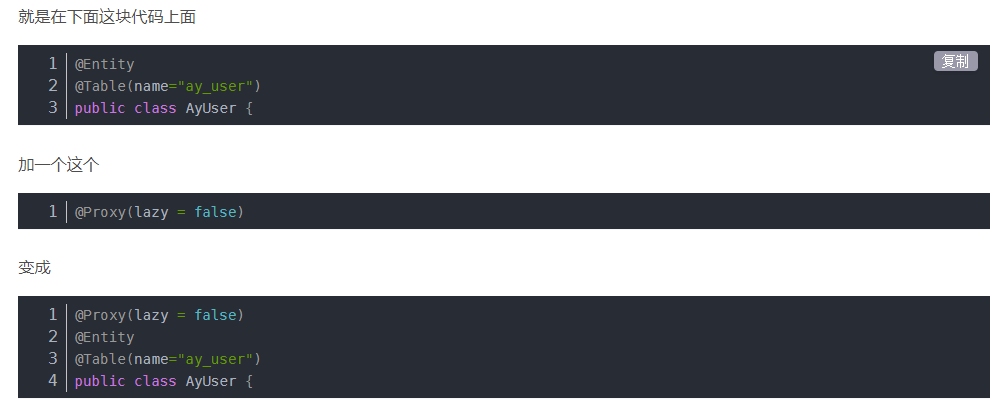 就是在下面这块代码上面
复制
1 @Entity
2 @Table(name="ay_user")
3 public class AyUser {
加一个这个
1 @Proxy(lazy = false)
变成
1 @Proxy(lazy = false)
2 @Entity
3 @Table(name="ay_user")
4 public class AyUser {